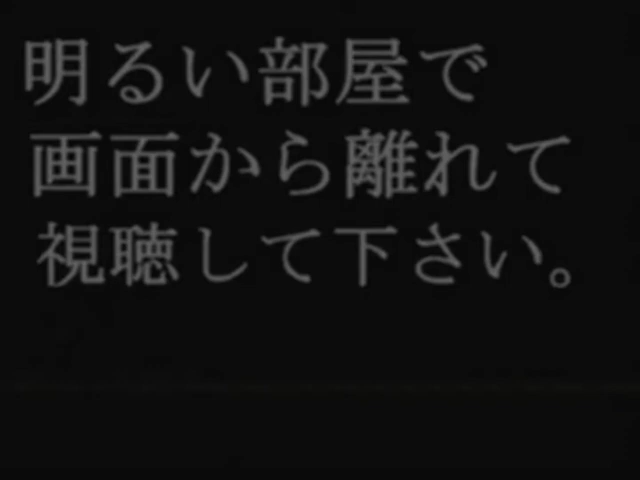 明るい部屋で
画面から離れて
視聴して下さい。